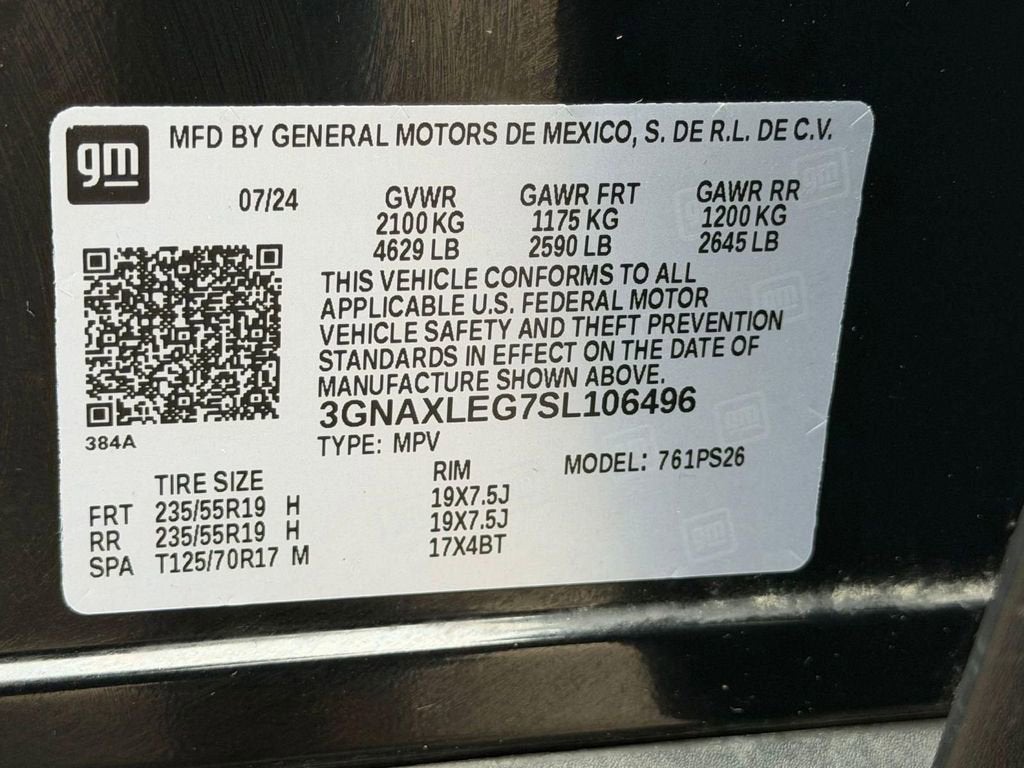 gm
MFD BY GENERAL MOTORS DE MEXICO, S. DE R.L. DE C.V.
07/24 GVWR GAWR FRT GAWR RR
2100 KG 1175 KG 1200 KG
4629 LB 2590 LB 2645 LB
THIS VEHICLE CONFORMS TO ALL
APPLICABLE U.S. FEDERAL MOTOR
VEHICLE SAFETY AND THEFT PREVENTION
STANDARDS IN EFFECT ON THE DATE OF
MANUFACTURE SHOWN ABOVE.
3GNAXLEG7SL106496
384A
TYPE: MPV
MODEL: 761PS26
TIRE SIZE RIM
FRT 235/55R19 H 19X7.5J
RR 235/55R19 H 19X7.5J
SPA T125/70R17 M 17X4BT